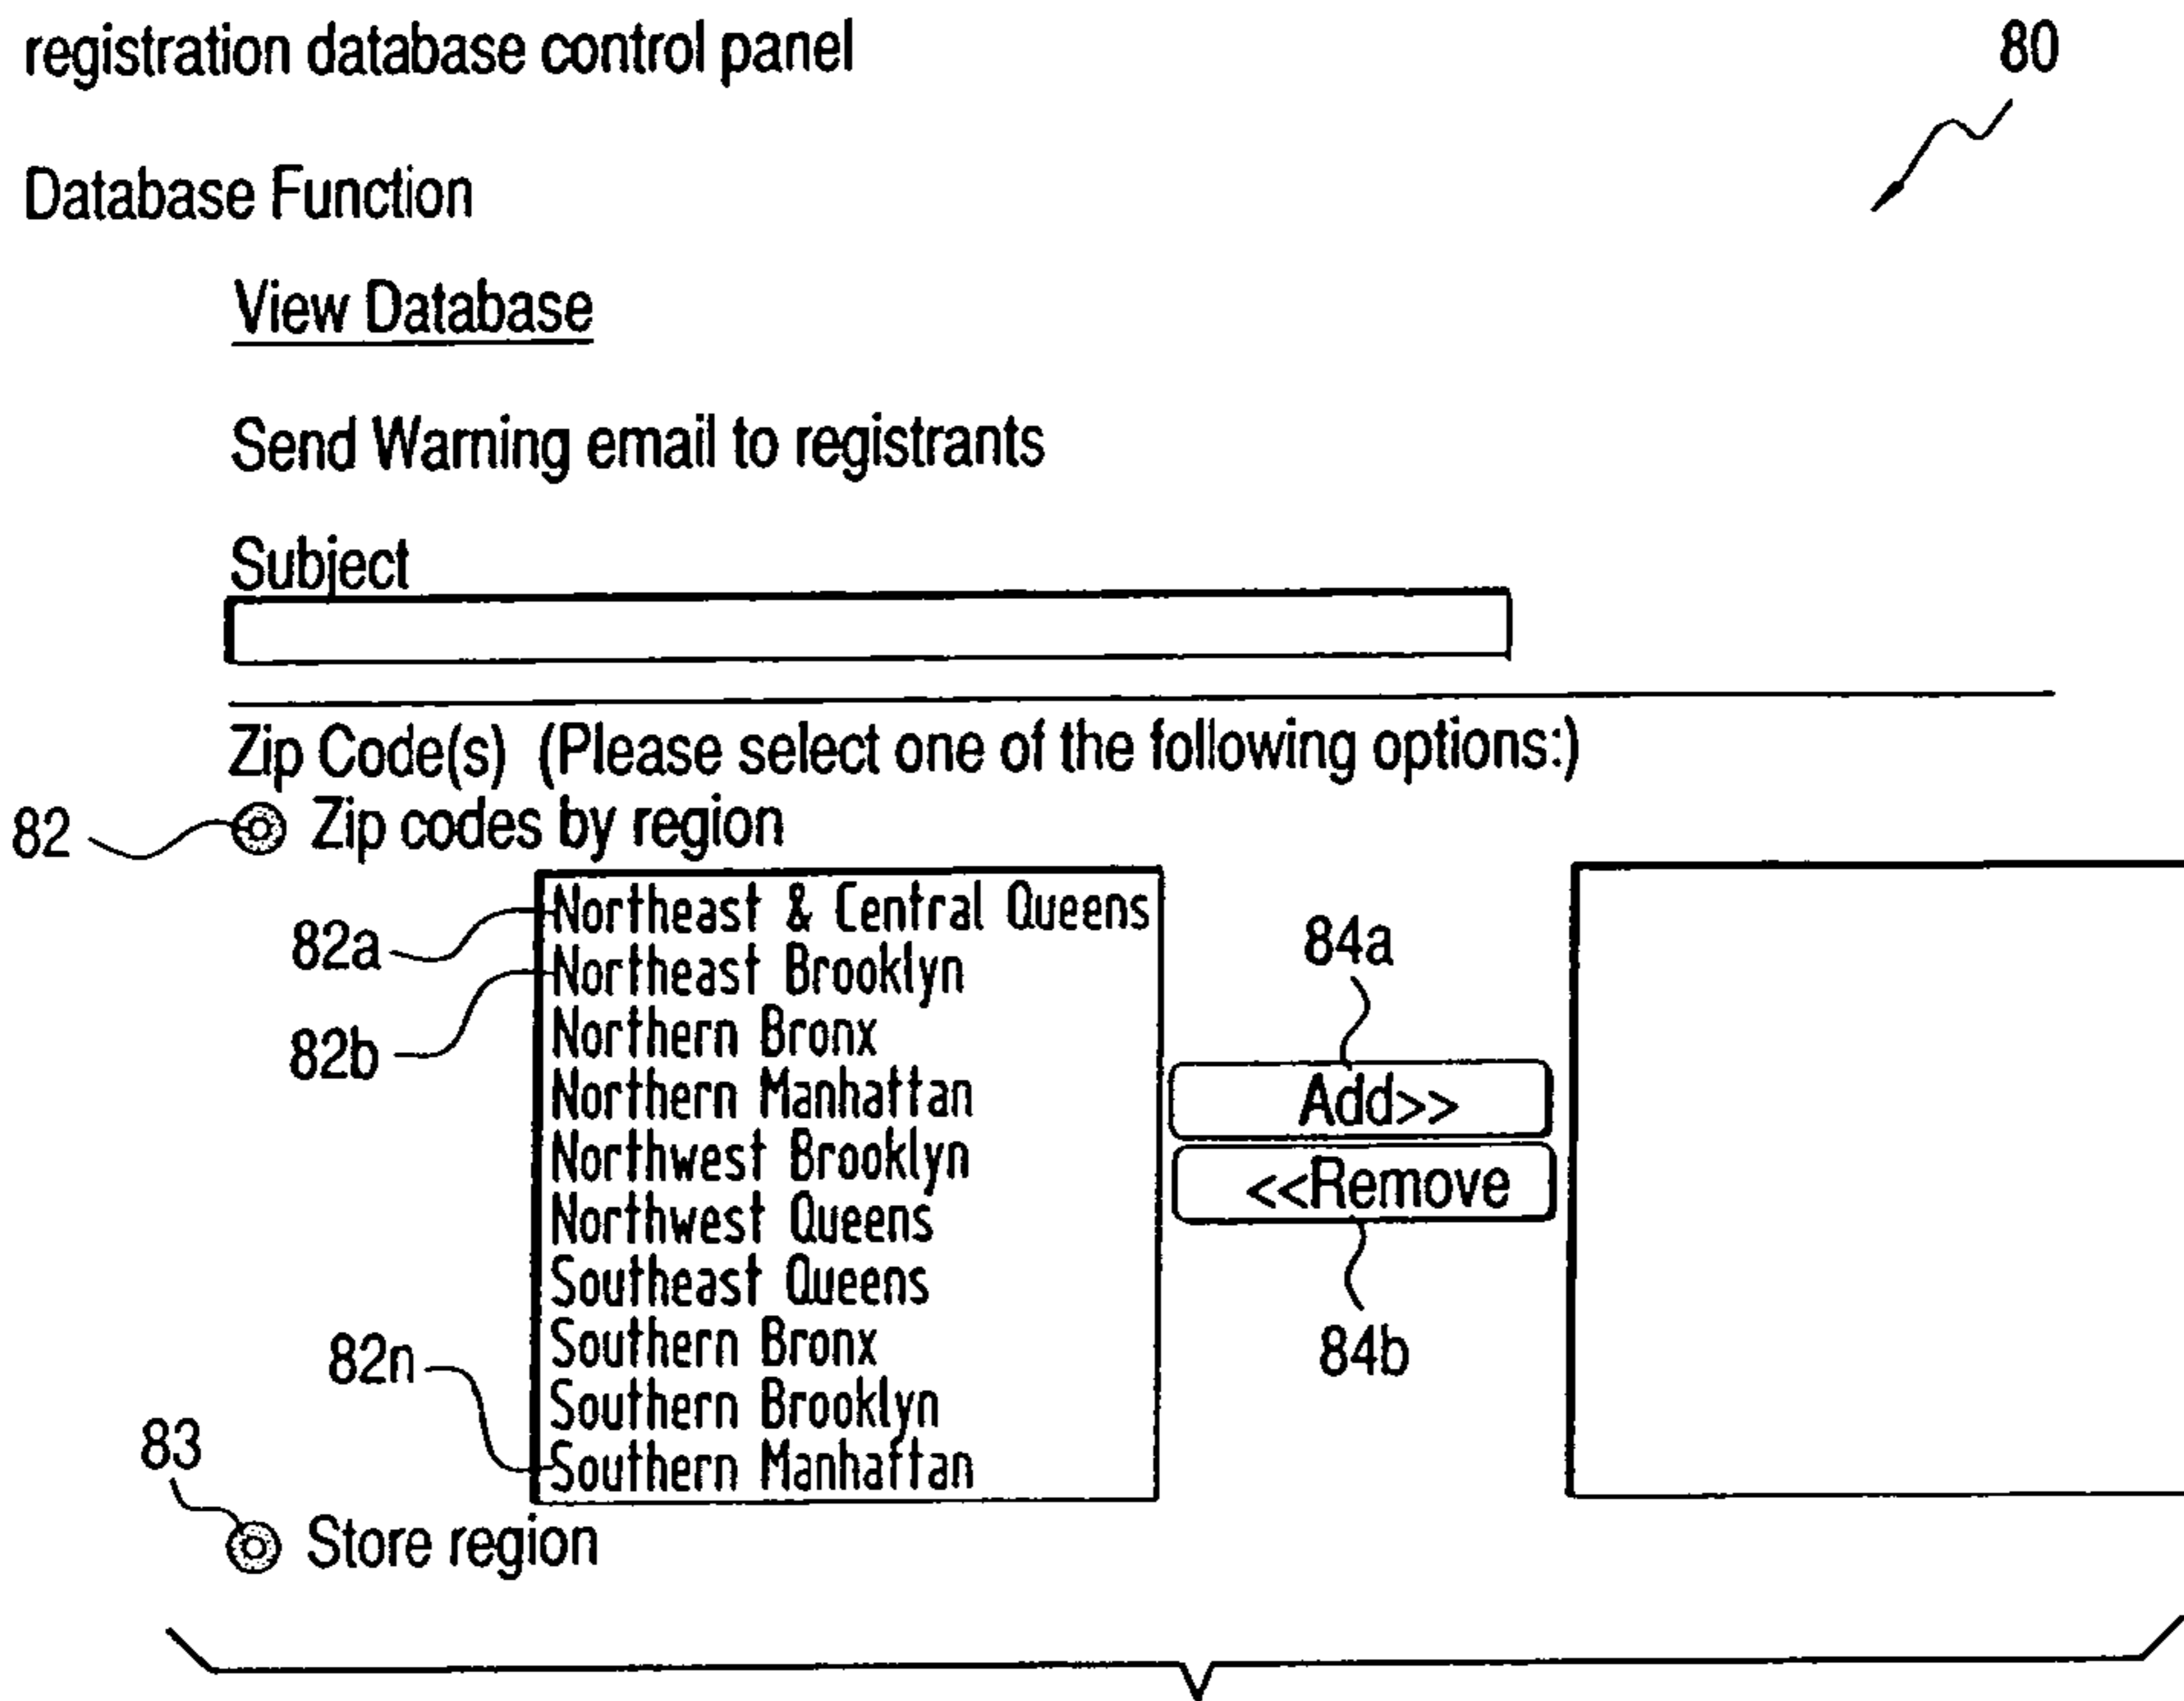 registration database control panel
80
Database Function
View Database
Send Warning email to registrants
Subject
Zip Code(s) (Please select one of the following options:)
82
Zip codes by region
82a
Northeast & Central Queens
82b
Northeast Brooklyn
Northern Bronx
Northern Manhattan
Northwest Brooklyn
Northwest Queens
Southeast Queens
Southern Bronx
Southern Brooklyn
82n
Southern Manhattan
84a
Add>>
<<Remove
84b
83
Store region